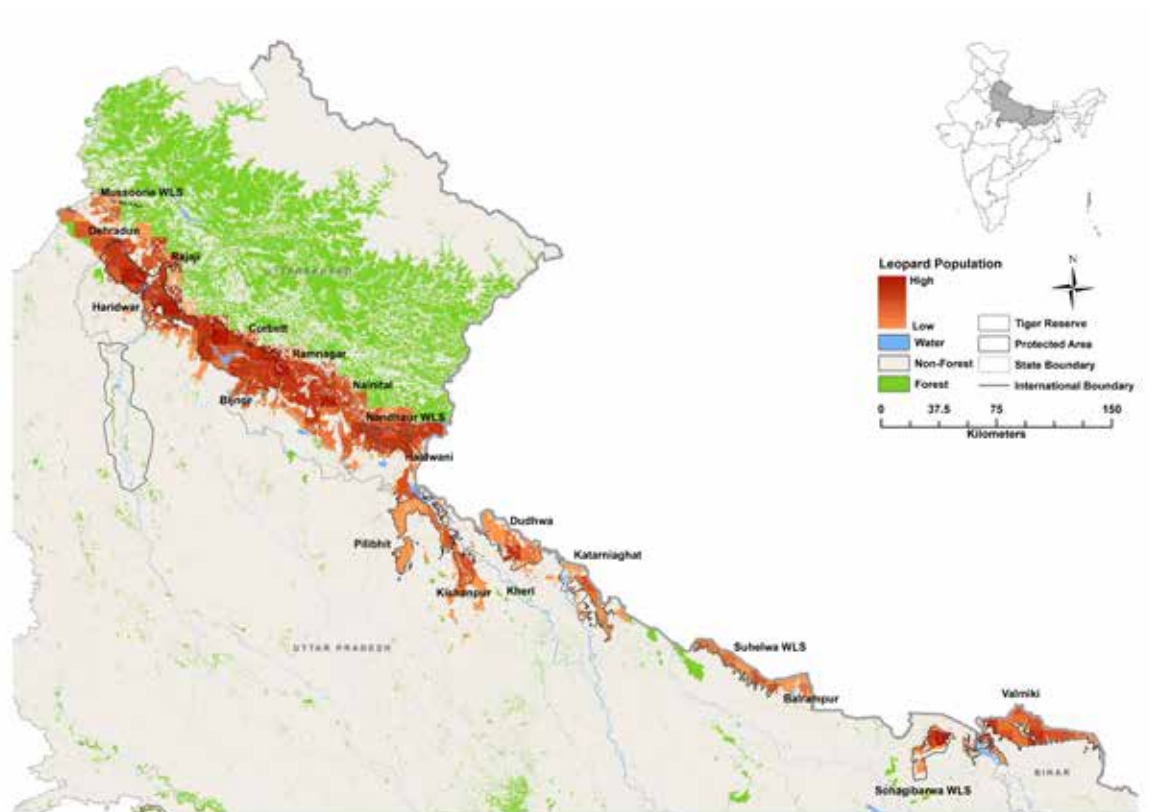 Mussoorie WLS
Dehradun
Rajaji
UTTARAKHAND
Haridwar
Corbett
Ramnagar
Nainital
Bijnor
Nandhaur WLS
Haldwani
Dudhwa
Pilibhit
Katarniaghat
Kishanpur
Kheri
UTTAR PRADESH
Suhelwa WLS
Balrampur
Valmiki
BIHAR
Sohagibarwa WLS
Leopard Population
High
Low
Water
Non-Forest
Forest
N
Tiger Reserve
Protected Area
State Boundary
International Boundary
0 37.5 75 150
Kilometers